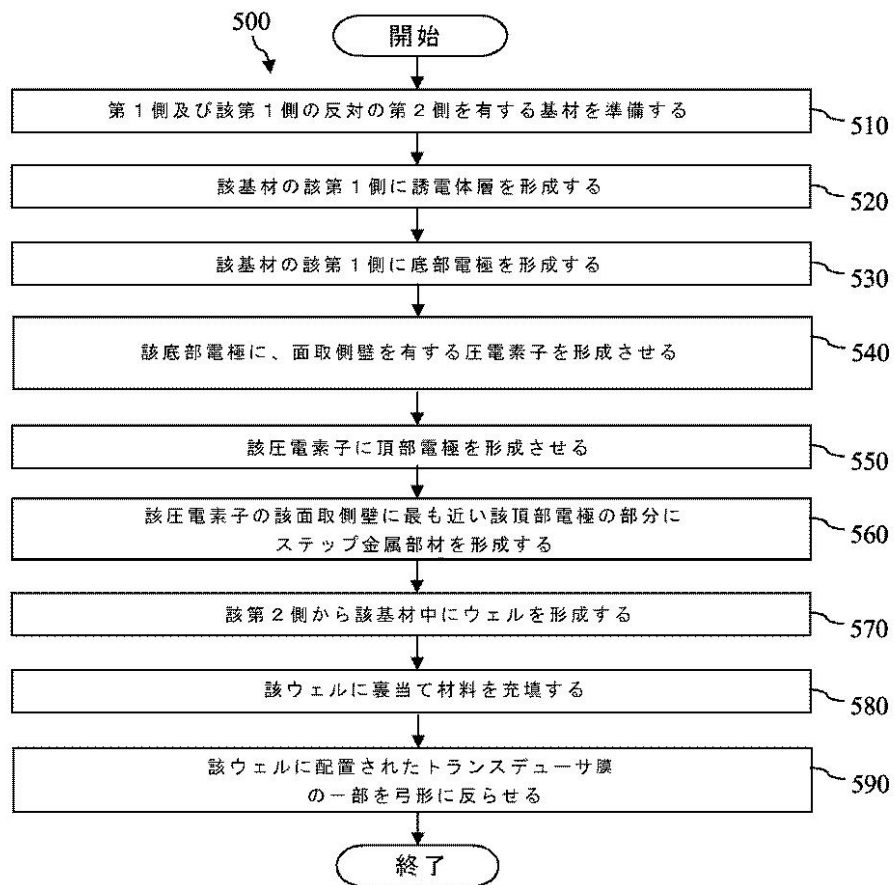 500
開始
第1側及び該第1側の反対の第2側を有する基材を準備する
510
該基材の該第1側に誘電体層を形成する
520
該基材の該第1側に底部電極を形成する
530
該底部電極に、面取側壁を有する圧電素子を形成させる
540
該圧電素子に頂部電極を形成させる
550
該圧電素子の該面取側壁に最も近い該頂部電極の部分に
ステップ金属部材を形成する
560
該第2側から該基材中にウェルを形成する
570
該ウェルに裏当て材料を充填する
580
該ウェルに配置されたトランスデューサ膜
の一部を弓形に反らせる
590
終了